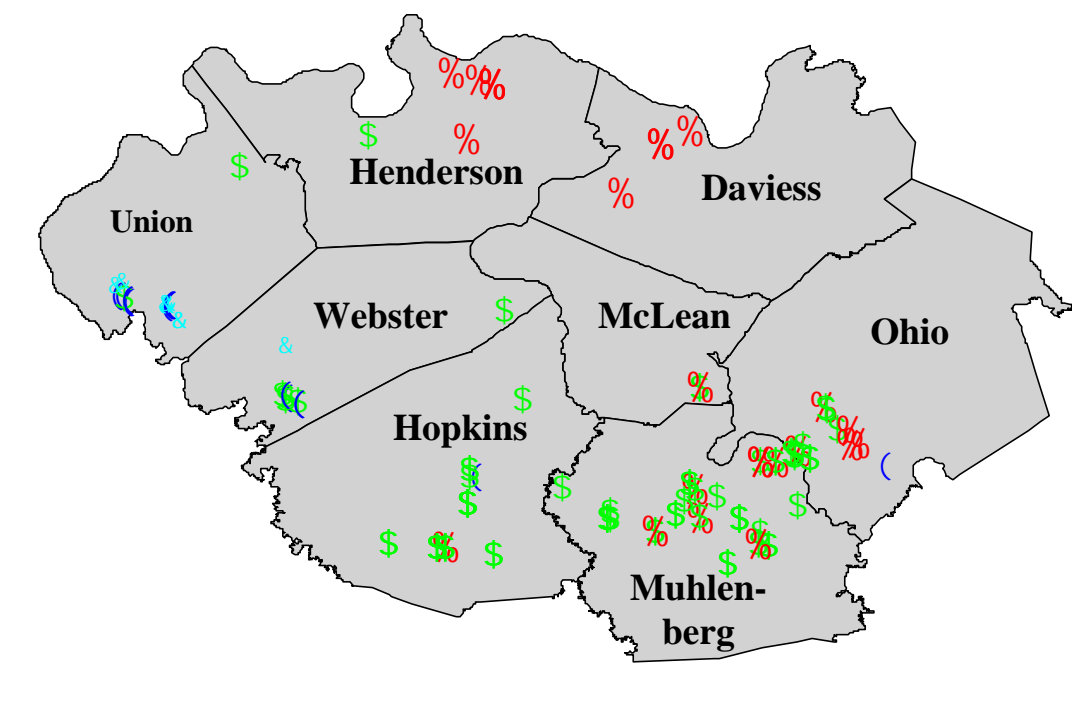 Henderson
Daviess
Union
Webster
McLean
Ohio
Hopkins
Muhlen-
berg